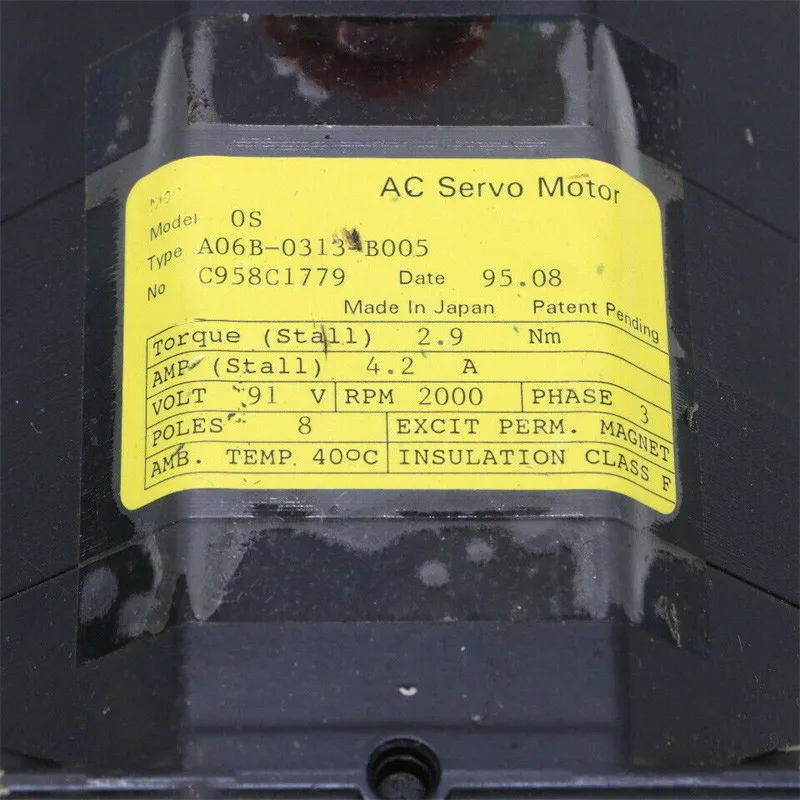 AC Servo Motor
Model 0S
Type A06B-0313-B005
No C958C1779 Date 95.08
Made In Japan Patent Pending
Torque (Stall) 2.9 Nm
AMP (Stall) 4.2 A
VOLT 91 V RPM 2000 PHASE 3
POLES 8 EXCIT PERM. MAGNET
AMB. TEMP. 40°C INSULATION CLASS F